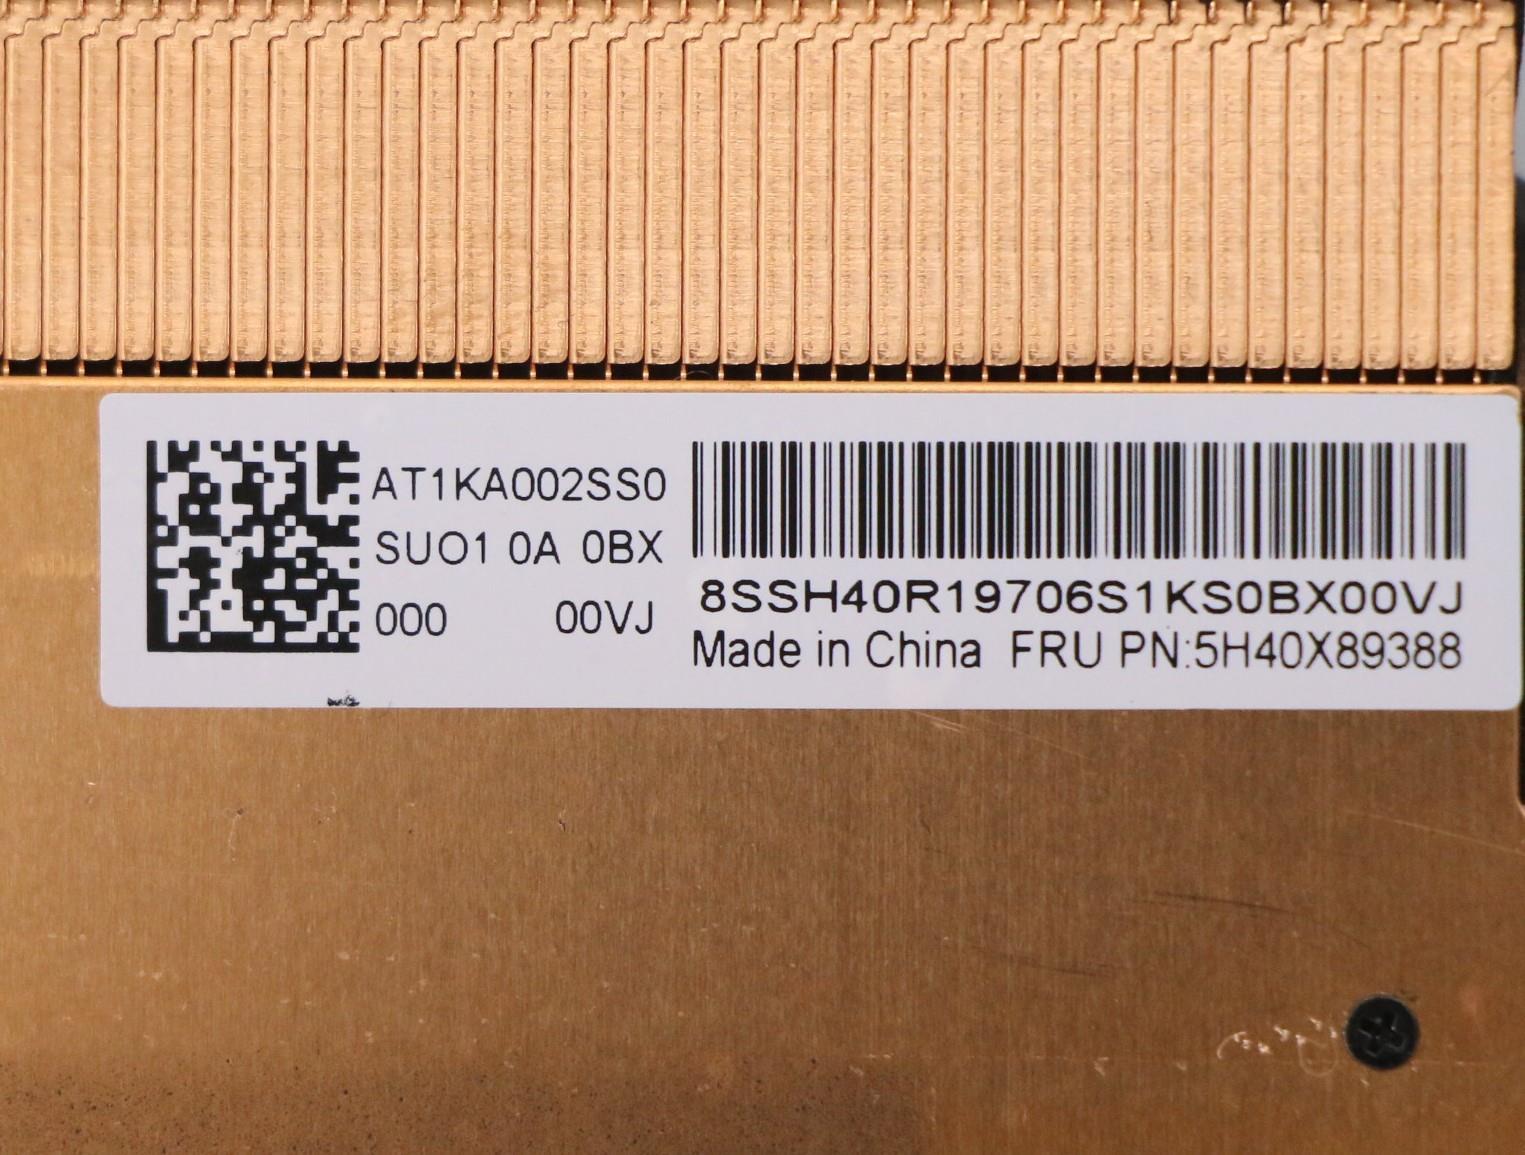 AT1KA002SS0
SUO1 0A 0BX
000 00VJ
8SSH40R19706S1KS0BX00VJ
Made in China FRU PN:5H40X89388